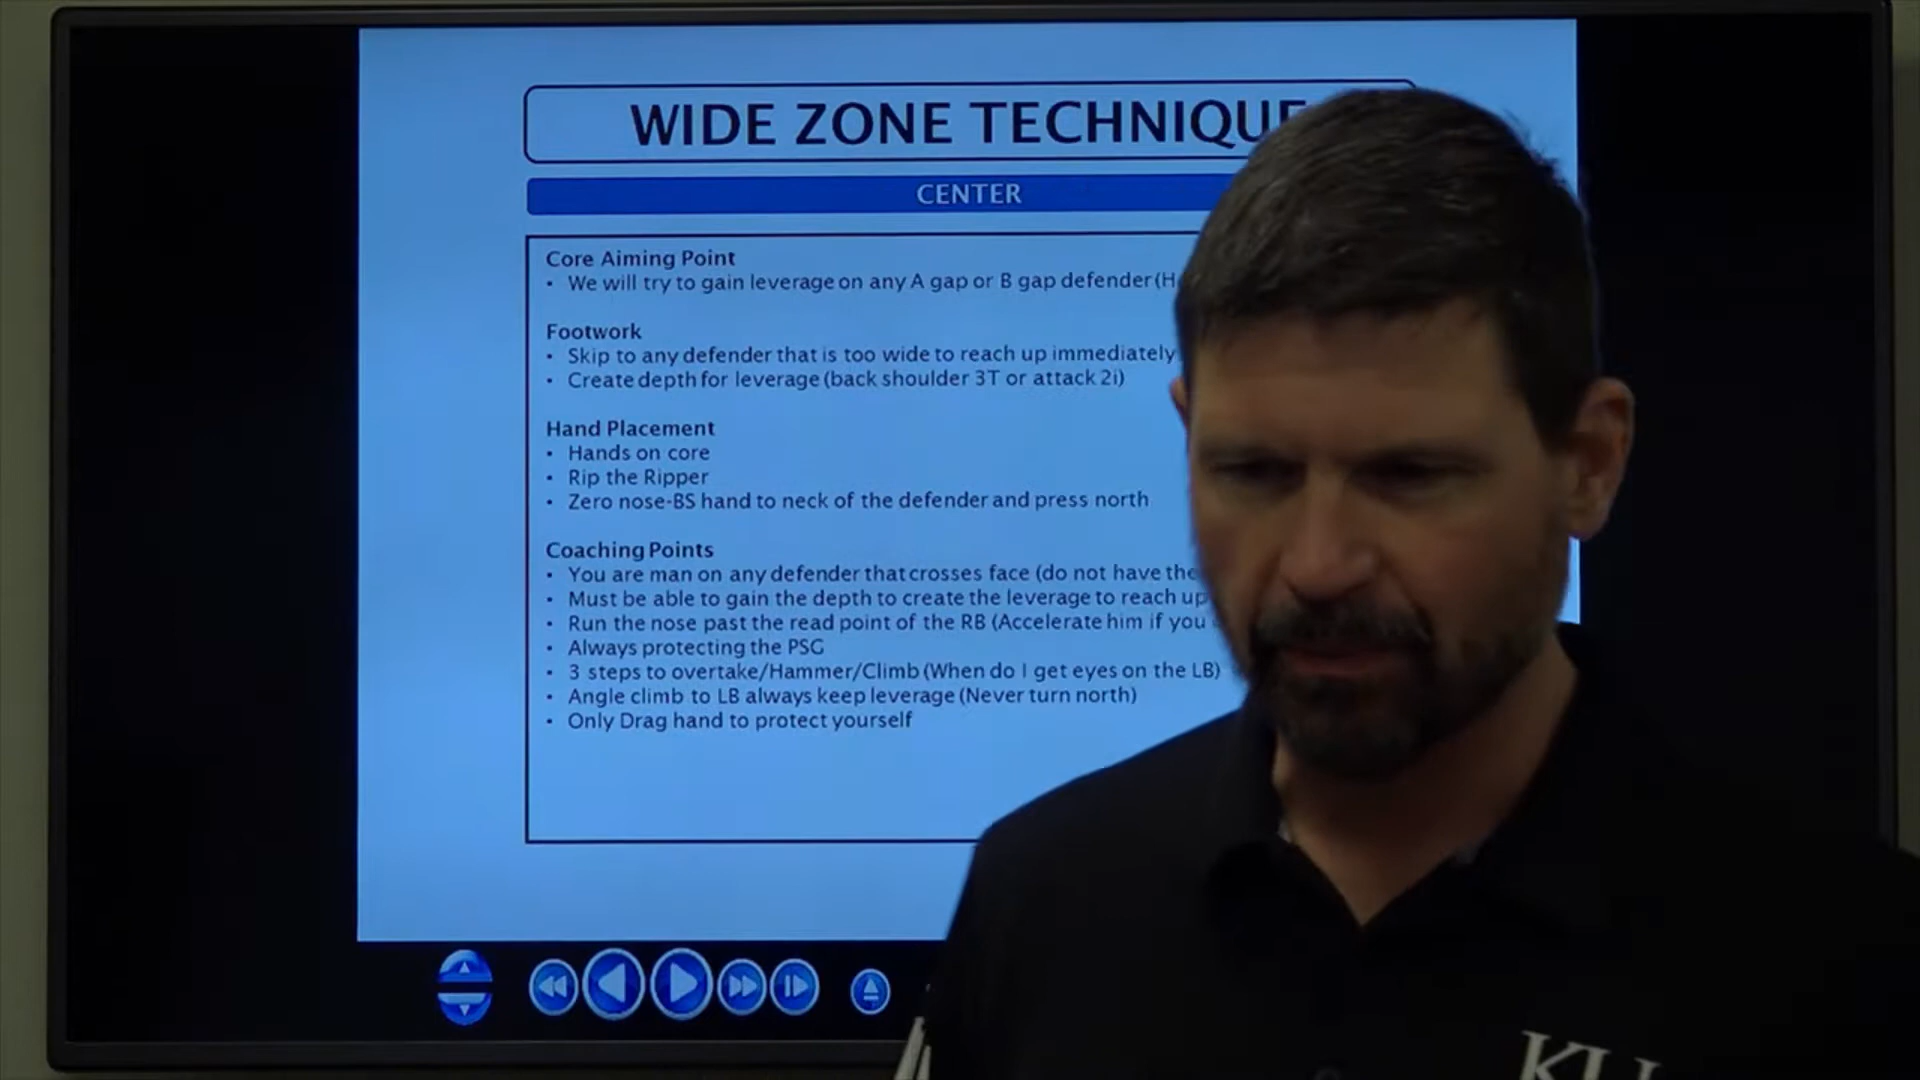 WIDE ZONE TECHNIQUE
CENTER
Core Aiming Point
• We will try to gain leverage on any A gap or B gap defender
Footwork
• Skip to any defender that is too wide to reach up immediately
• Create depth for leverage (back shoulder 3T or attack 2i)
Hand Placement
• Hands on core
• Rip the Ripper
• Zero nose-BS hand to neck of the defender and press north
Coaching Points
• You are man on any defender that crosses face (do not have the
• Must be able to gain the depth to create the leverage to reach up
• Run the nose past the read point of the RB (Accelerate him if you
• Always protecting the PSG
• 3 steps to overtake/Hammer/Climb (When do I get eyes on the LB)
• Angle climb to LB always keep leverage (Never turn north)
• Only Drag hand to protect yourself
KU